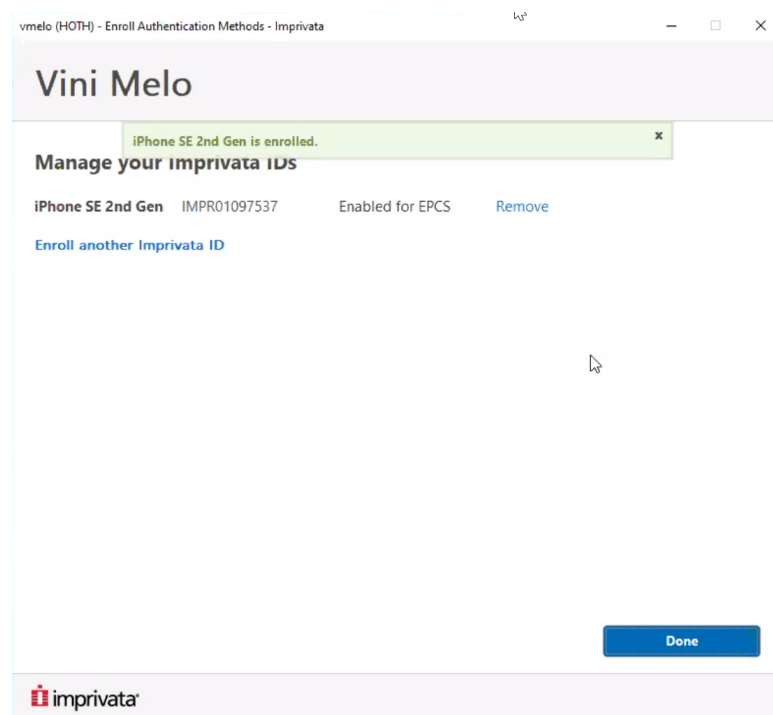 vmelo (HOTH) - Enroll Authentication Methods - Imprivata
Vini Melo
iPhone SE 2nd Gen is enrolled.
Manage your Imprivata IDs
iPhone SE 2nd Gen IMPR01097537 Enabled for EPCS Remove
Enroll another Imprivata ID
Done
imprivata